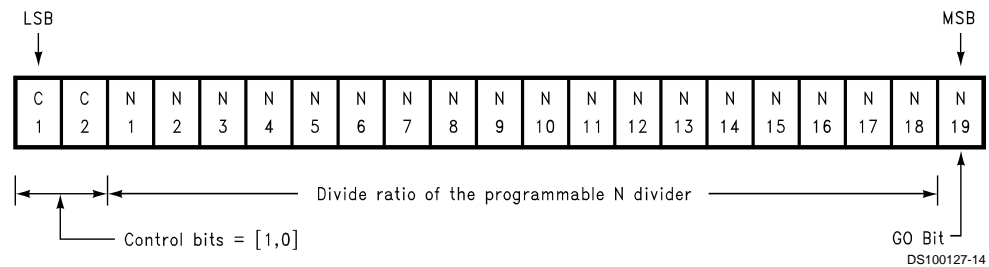 LSB MSB
C C N N N N N N N N N N N N N N N N N N N
1 2 1 2 3 4 5 6 7 8 9 10 11 12 13 14 15 16 17 18 19
Divide ratio of the programmable N divider
Control bits = [1,0] GO Bit
DS100127-14